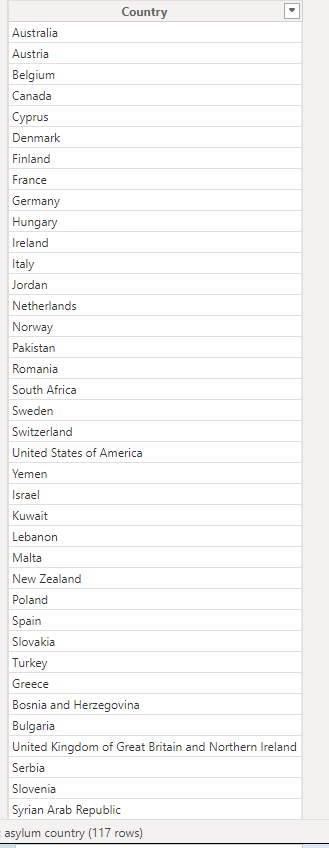 Country
Australia
Austria
Belgium
Canada
Cyprus
Denmark
Finland
France
Germany
Hungary
Ireland
Italy
Jordan
Netherlands
Norway
Pakistan
Romania
South Africa
Sweden
Switzerland
United States of America
Yemen
Israel
Kuwait
Lebanon
Malta
New Zealand
Poland
Spain
Slovakia
Turkey
Greece
Bosnia and Herzegovina
Bulgaria
United Kingdom of Great Britain and Northern Ireland
Serbia
Slovenia
Syrian Arab Republic
: asylum country (117 rows)